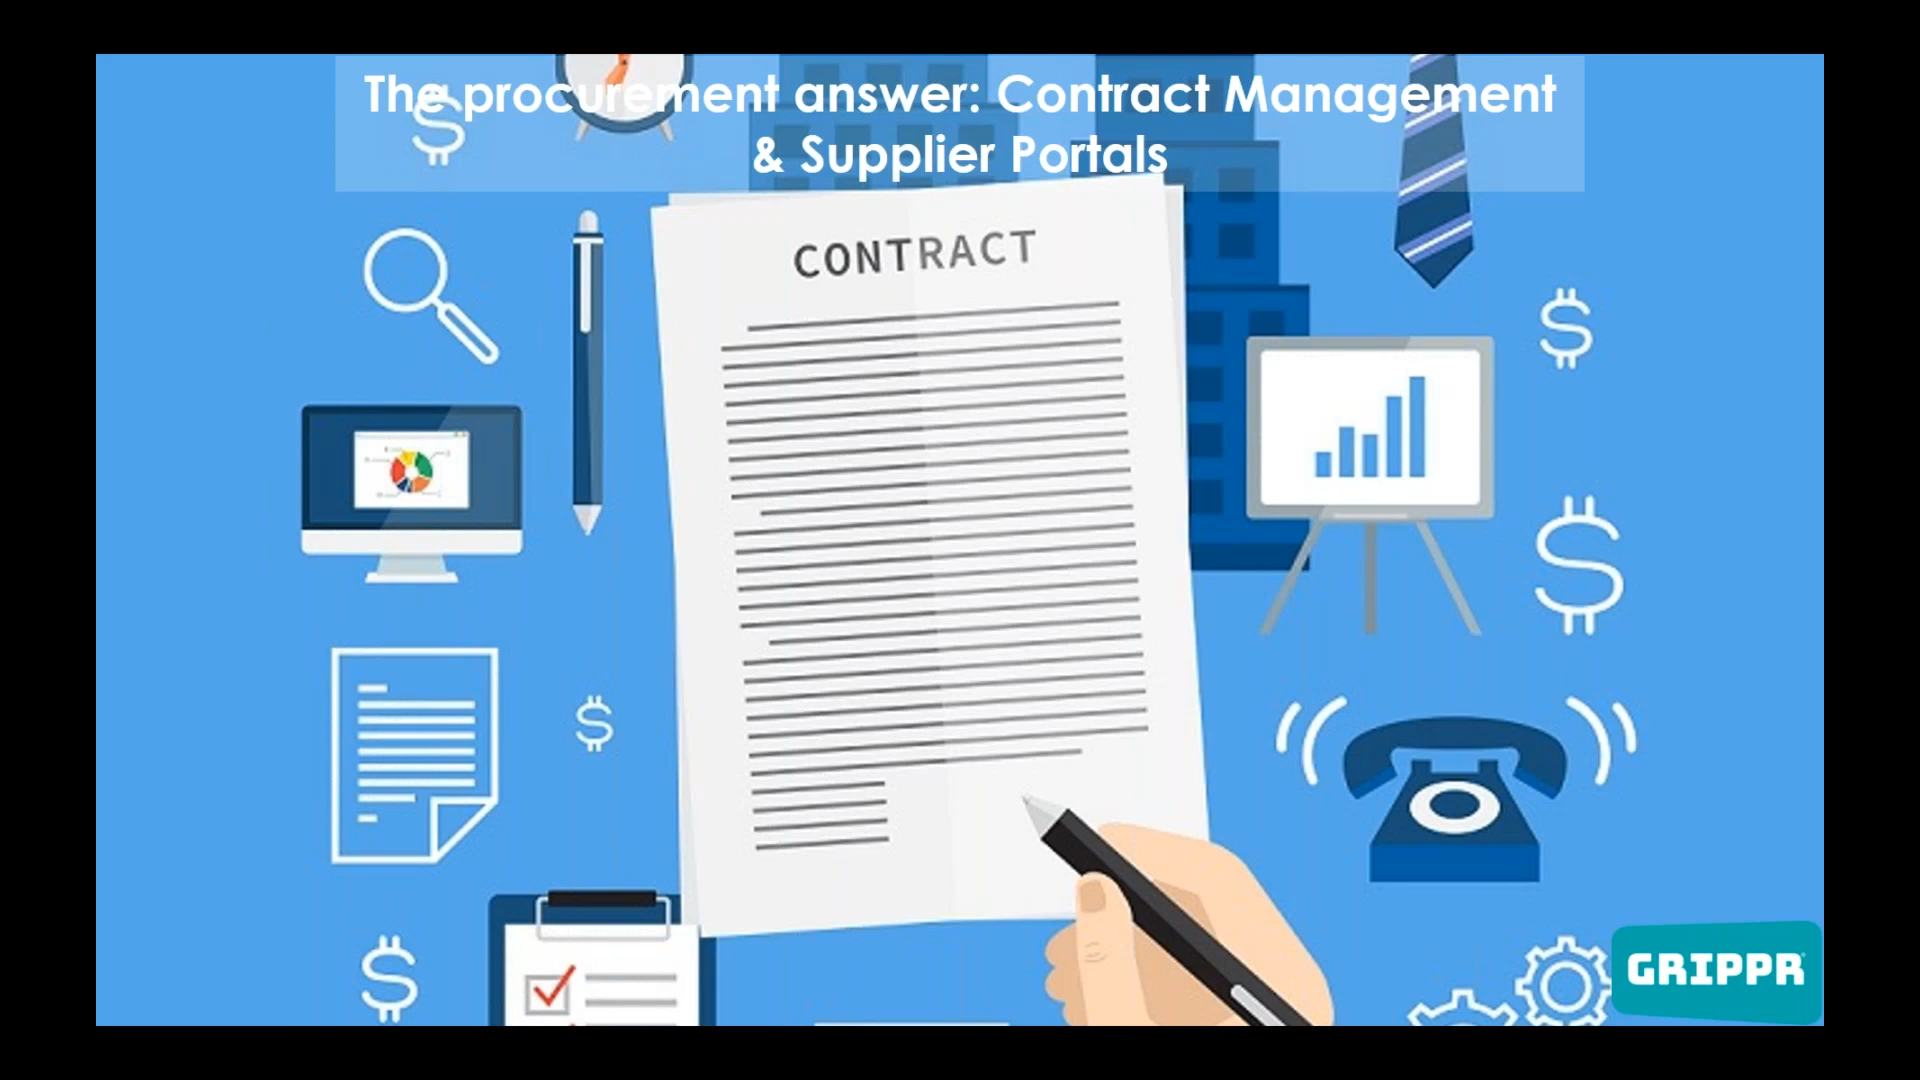 The procurement answer: Contract Management
& Supplier Portals
CONTRACT
GRIPPR